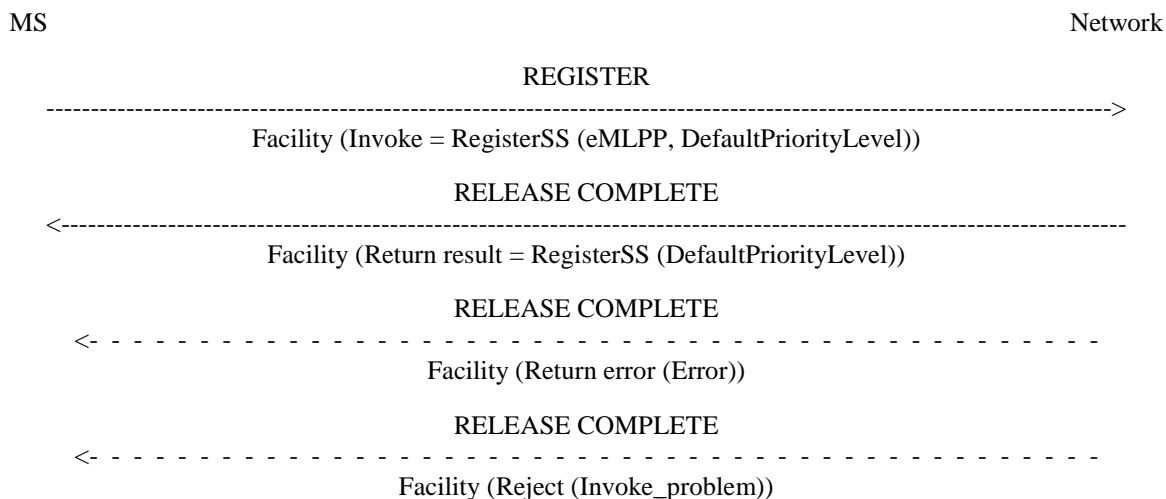 MS Network
REGISTER
Facility (Invoke = RegisterSS (eMLPP, DefaultPriorityLevel))
RELEASE COMPLETE
Facility (Return result = RegisterSS (DefaultPriorityLevel))
RELEASE COMPLETE
Facility (Return error (Error))
RELEASE COMPLETE
Facility (Reject (Invoke_problem))